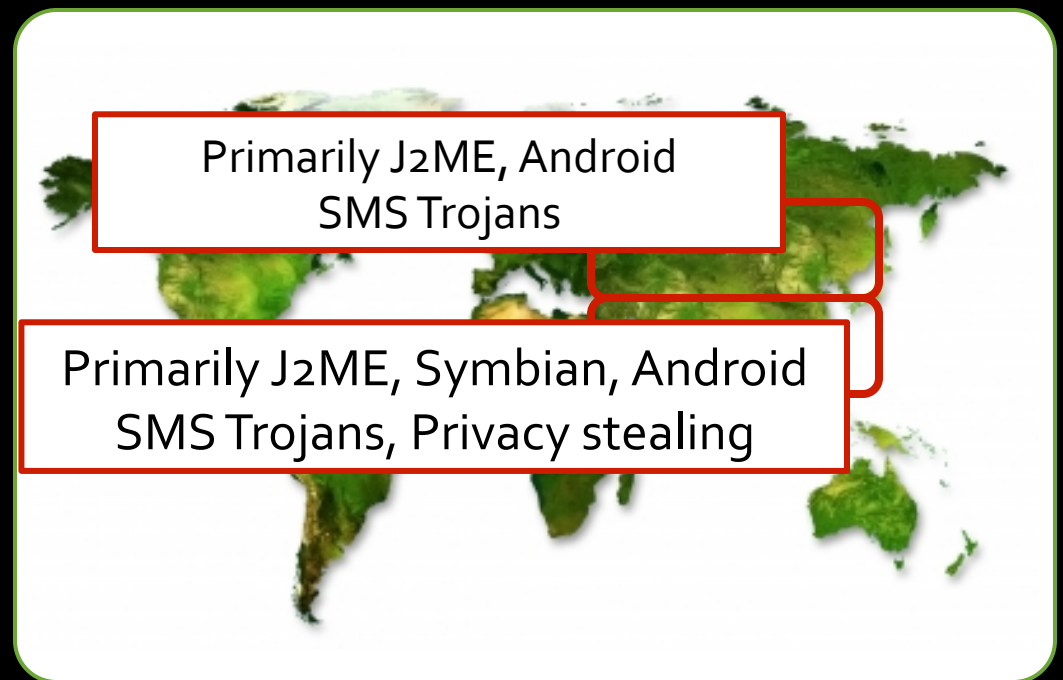 Primarily J2ME, Android
SMS Trojans
Primarily J2ME, Symbian, Android
SMS Trojans, Privacy stealing